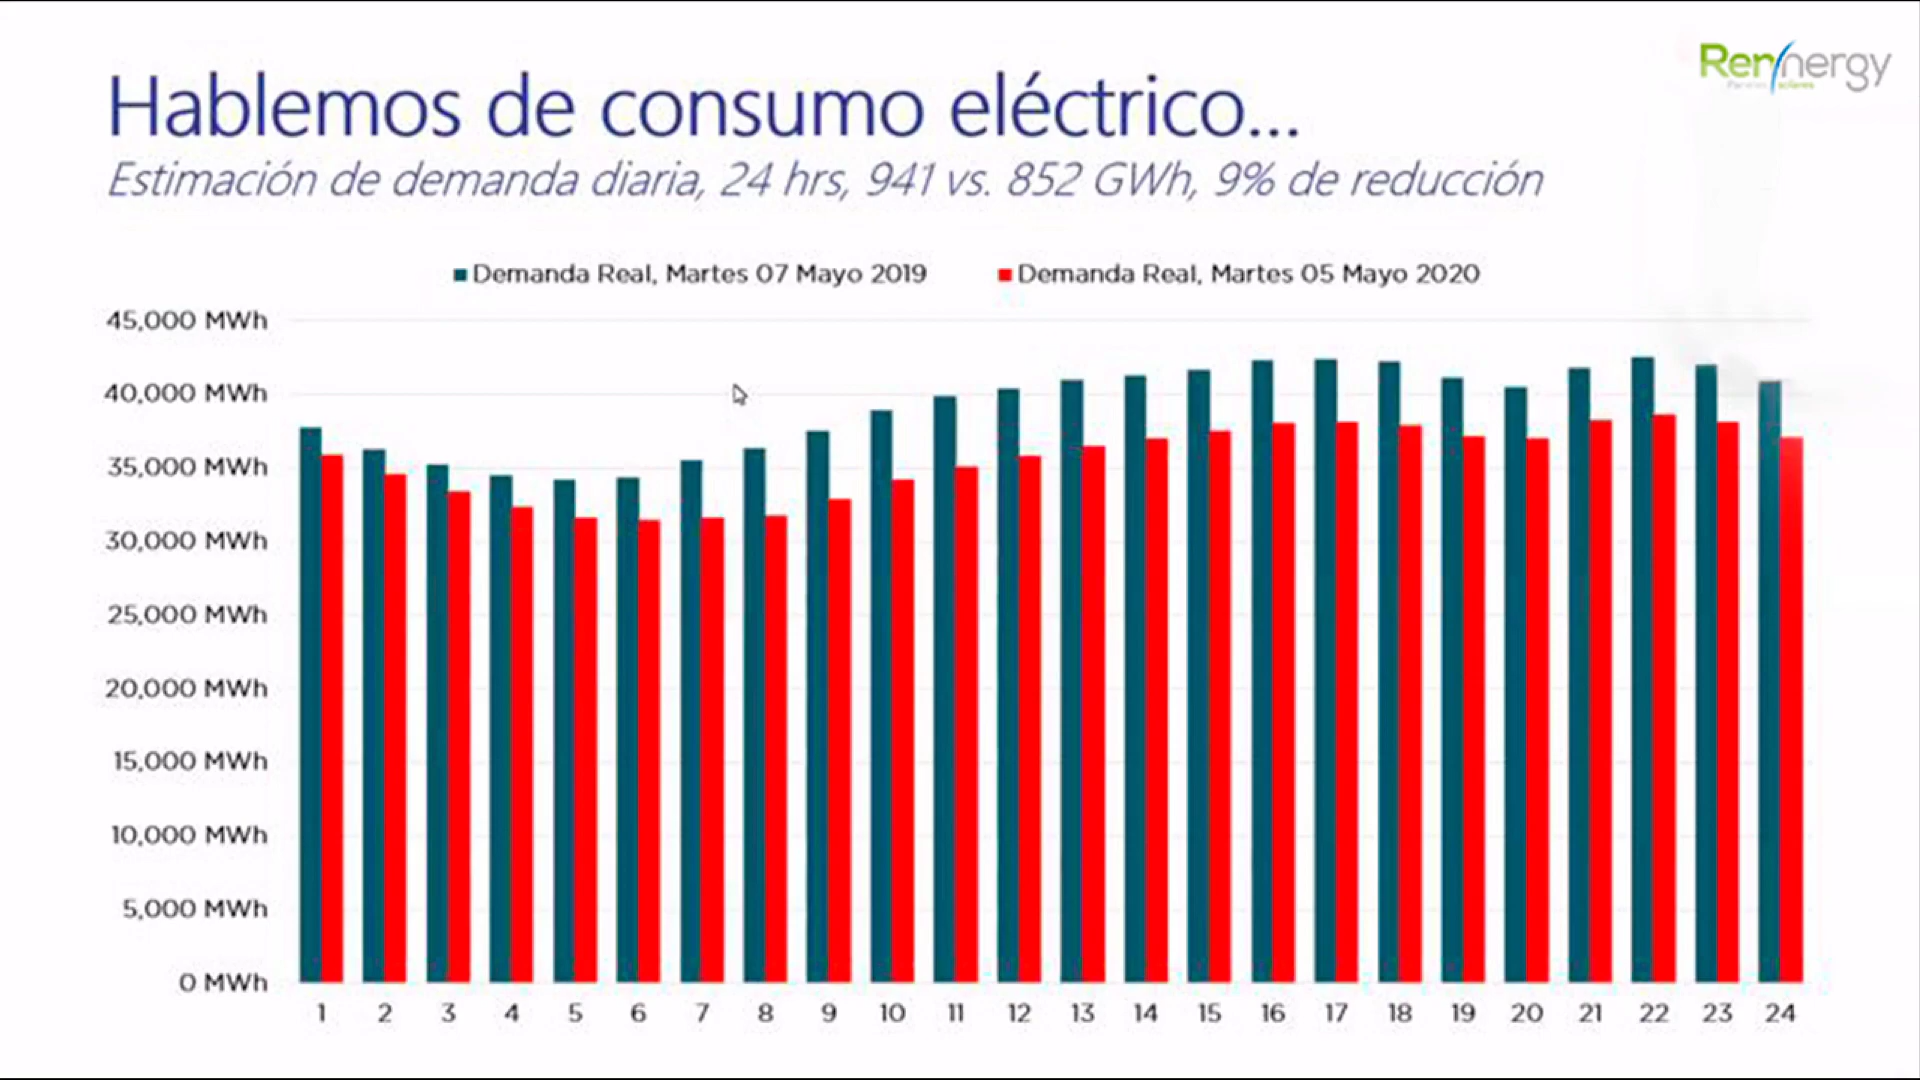 Rennergy
Hablemos de consumo eléctrico...
Estimación de demanda diaria, 24 hrs, 941 vs. 852 GWh, 9% de reducción
Demanda Real, Martes 07 Mayo 2019
Demanda Real, Martes 05 Mayo 2020
45,000 MWh
40,000 MWh
35,000 MWh
30,000 MWh
25,000 MWh
20,000 MWh
15,000 MWh
10,000 MWh
5,000 MWh
0 MWh
1 2 3 4 5 6 7 8 9 10 11 12 13 14 15 16 17 18 19 20 21 22 23 24